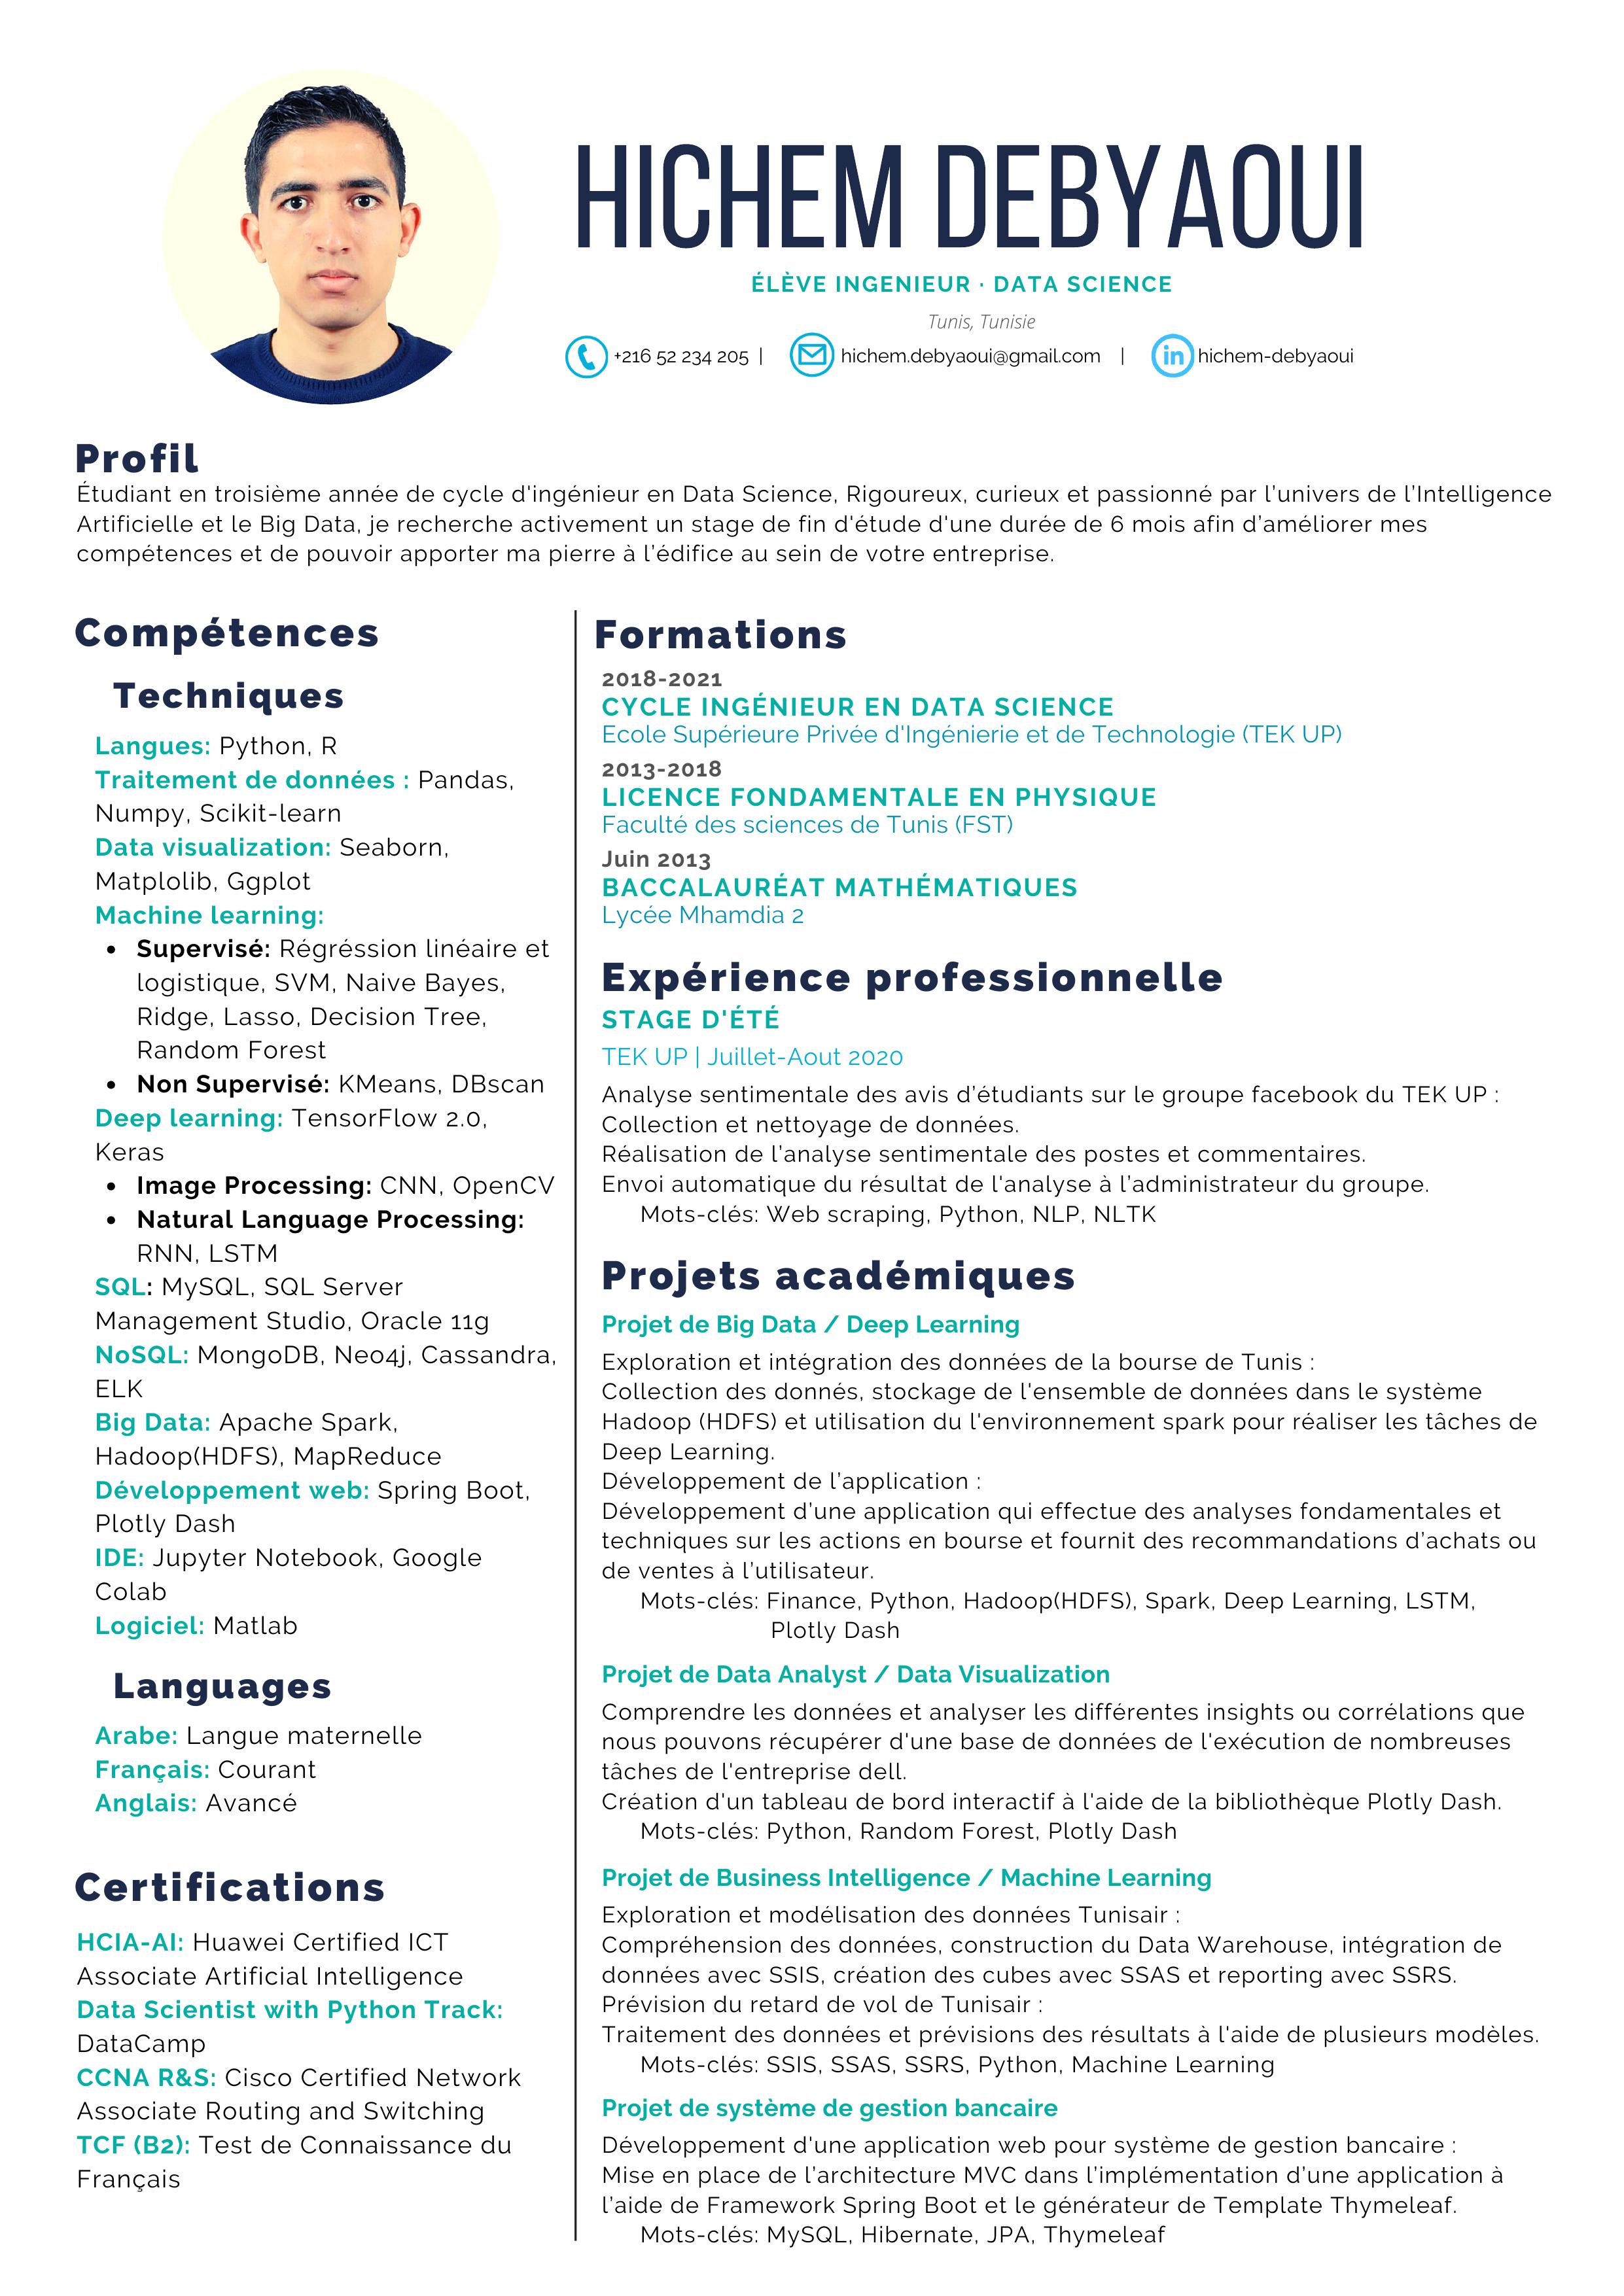 HICHEM DEBYAOUI
ÉLÈVE INGENIEUR · DATA SCIENCE
Tunis, Tunisie
+216 52 234 205 | hichem.debyaoui@gmail.com | in hichem-debyaoui
Profil
Étudiant en troisième année de cycle d'ingénieur en Data Science, Rigoureux, curieux et passionné par l’univers de l’Intelligence
Artificielle et le Big Data, je recherche activement un stage de fin d'étude d'une durée de 6 mois afin d’améliorer mes
compétences et de pouvoir apporter ma pierre à l’édifice au sein de votre entreprise.
Compétences
Techniques
Langues: Python, R
Traitement de données : Pandas,
Numpy, Scikit-learn
Data visualization: Seaborn,
Matplolib, Ggplot
Machine learning:
• Supervisé: Régréssion linéaire et
logistique, SVM, Naive Bayes,
Ridge, Lasso, Decision Tree,
Random Forest
• Non Supervisé: KMeans, DBscan
Deep learning: TensorFlow 2.0,
Keras
• Image Processing: CNN, OpenCV
• Natural Language Processing:
RNN, LSTM
SQL: MySQL, SQL Server
Management Studio, Oracle 11g
NoSQL: MongoDB, Neo4j, Cassandra,
ELK
Big Data: Apache Spark,
Hadoop(HDFS), MapReduce
Développement web: Spring Boot,
Plotly Dash
IDE: Jupyter Notebook, Google
Colab
Logiciel: Matlab
Languages
Arabe: Langue maternelle
Français: Courant
Anglais: Avancé
Certifications
HCIA-AI: Huawei Certified ICT
Associate Artificial Intelligence
Data Scientist with Python Track:
DataCamp
CCNA R&S: Cisco Certified Network
Associate Routing and Switching
TCF (B2): Test de Connaissance du
Français
Formations
2018-2021
CYCLE INGÉNIEUR EN DATA SCIENCE
Ecole Supérieure Privée d'Ingénierie et de Technologie (TEK UP)
2013-2018
LICENCE FONDAMENTALE EN PHYSIQUE
Faculté des sciences de Tunis (FST)
Juin 2013
BACCALAURÉAT MATHÉMATIQUES
Lycée Mhamdia 2
Expérience professionnelle
STAGE D'ÉTÉ
TEK UP | Juillet-Aout 2020
Analyse sentimentale des avis d’étudiants sur le groupe facebook du TEK UP :
Collection et nettoyage de données.
Réalisation de l’analyse sentimentale des postes et commentaires.
Envoi automatique du résultat de l'analyse à l’administrateur du groupe.
Mots-clés: Web scraping, Python, NLP, NLTK
Projets académiques
Projet de Big Data / Deep Learning
Exploration et intégration des données de la bourse de Tunis :
Collection des donnés, stockage de l'ensemble de données dans le système
Hadoop (HDFS) et utilisation du l'environnement spark pour réaliser les tâches de
Deep Learning.
Développement de l’application :
Développement d’une application qui effectue des analyses fondamentales et
techniques sur les actions en bourse et fournit des recommandations d’achats ou
de ventes à l’utilisateur.
Mots-clés: Finance, Python, Hadoop(HDFS), Spark, Deep Learning, LSTM,
Plotly Dash
Projet de Data Analyst / Data Visualization
Comprendre les données et analyser les différentes insights ou corrélations que
nous pouvons récupérer d'une base de données de l'exécution de nombreuses
tâches de l'entreprise dell.
Création d'un tableau de bord interactif à l'aide de la bibliothèque Plotly Dash.
Mots-clés: Python, Random Forest, Plotly Dash
Projet de Business Intelligence / Machine Learning
Exploration et modélisation des données Tunisair :
Compréhension des données, construction du Data Warehouse, intégration de
données avec SSIS, création des cubes avec SSAS et reporting avec SSRS.
Prévision du retard de vol de Tunisair :
Traitement des données et prévisions des résultats à l'aide de plusieurs modèles.
Mots-clés: SSIS, SSAS, SSRS, Python, Machine Learning
Projet de système de gestion bancaire
Développement d'une application web pour système de gestion bancaire :
Mise en place de l’architecture MVC dans l’implémentation d’une application à
l’aide de Framework Spring Boot et le générateur de Template Thymeleaf.
Mots-clés: MySQL, Hibernate, JPA, Thymeleaf